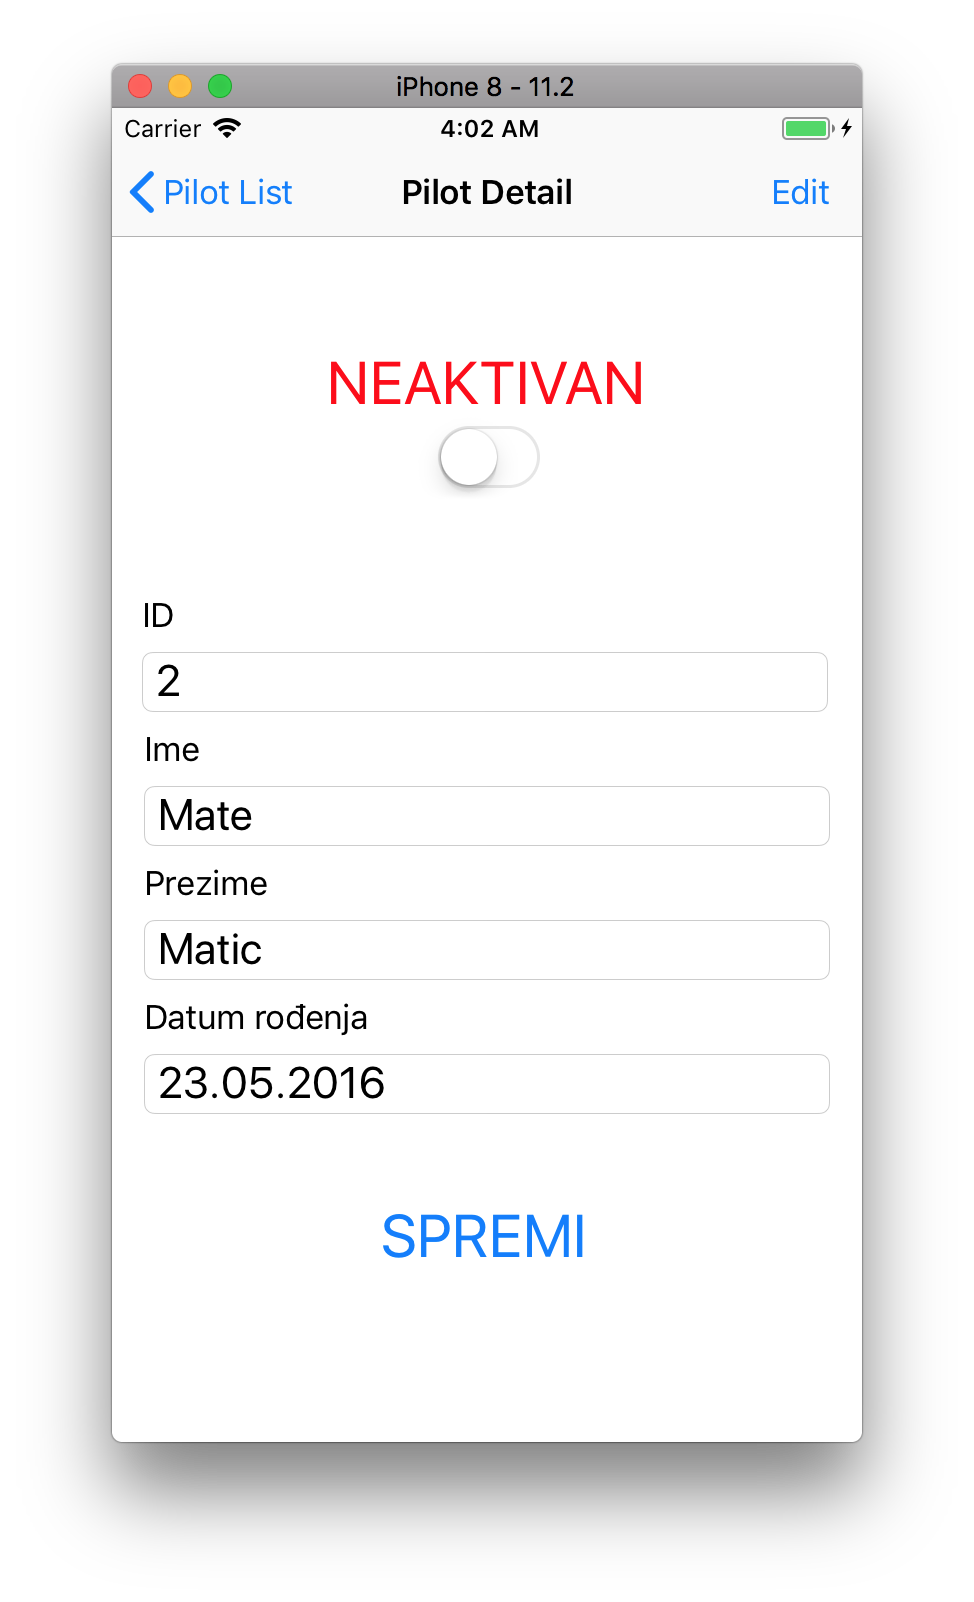 iPhone 8 - 11.2
Carrier 4:02 AM
Pilot List Pilot Detail Edit
NEAKTIVAN
ID
2
Ime
Mate
Prezime
Matic
Datum rođenja
23.05.2016
SPREMI